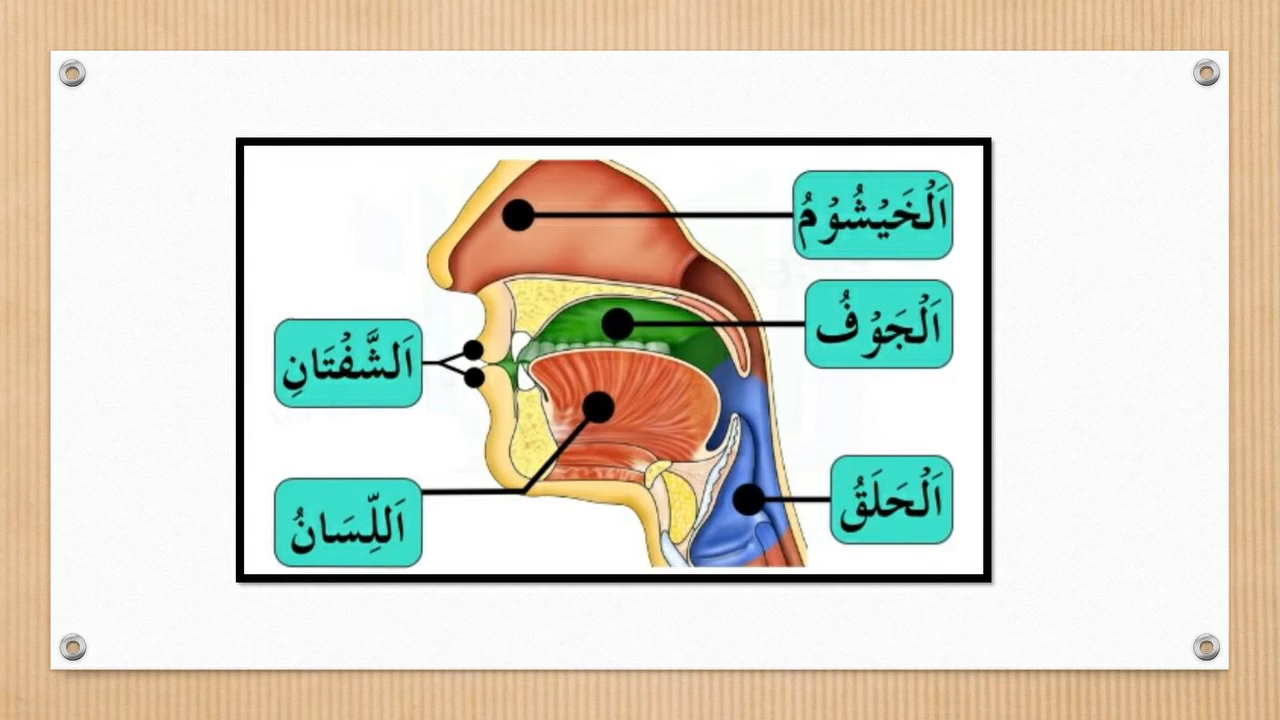 اَلْخَيْشُوْمُ
اَلْجَوْفُ
اَلشَّفْتَانِ
اَلْحَلَقُ
اَللِّسَانُ